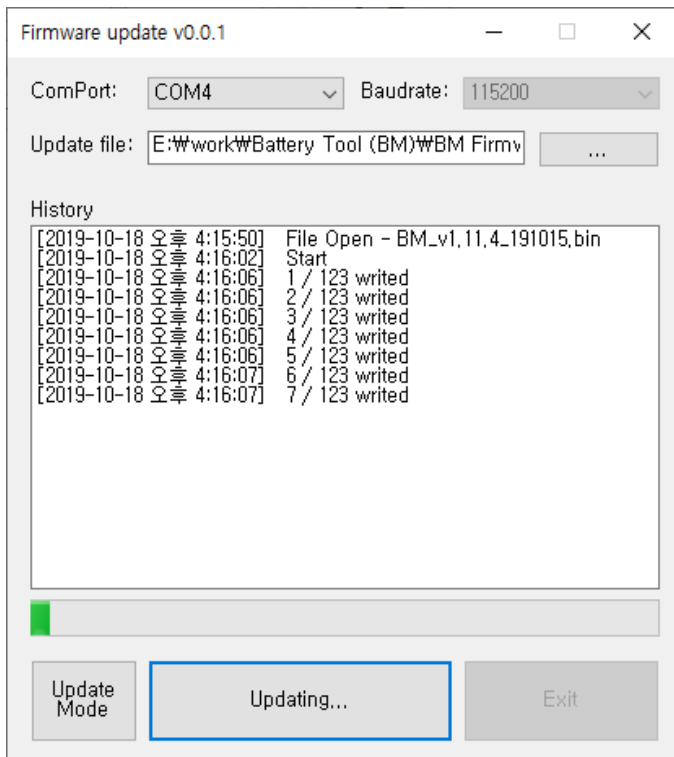 Firmware update v0.0.1
ComPort: COM4 Baudrate: 115200
Update file: E:₩work₩Battery Tool (BM)₩BM Firmw ...
History
[2019-10-18 오후 4:15:50] File Open - BM_v1.11.4_191015.bin
[2019-10-18 오후 4:16:02] Start
[2019-10-18 오후 4:16:06] 1 / 123 writed
[2019-10-18 오후 4:16:06] 2 / 123 writed
[2019-10-18 오후 4:16:06] 3 / 123 writed
[2019-10-18 오후 4:16:06] 4 / 123 writed
[2019-10-18 오후 4:16:06] 5 / 123 writed
[2019-10-18 오후 4:16:07] 6 / 123 writed
[2019-10-18 오후 4:16:07] 7 / 123 writed
Update
Mode
Updating...
Exit